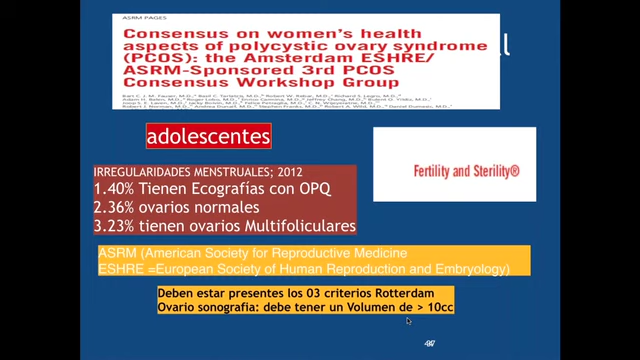 ASRM PAGES
Consensus on women's health
aspects of polycystic ovary syndrome
(PCOS): the Amsterdam ESHRE/
ASRM-Sponsored 3rd PCOS
Consensus Workshop Group
adolescentes
Fertility and Sterility®
IRREGULARIDADES MENSTRUALES; 2012
1.40% Tienen Ecografías con OPQ
2.36% ovarios normales
3.23% tienen ovarios Multifoliculares
ASRM (American Society for Reproductive Medicine
ESHRE =European Society of Human Reproduction and Embryology)
Deben estar presentes los 03 criterios Rotterdam
Ovario sonografia: debe tener un Volumen de > 10cc